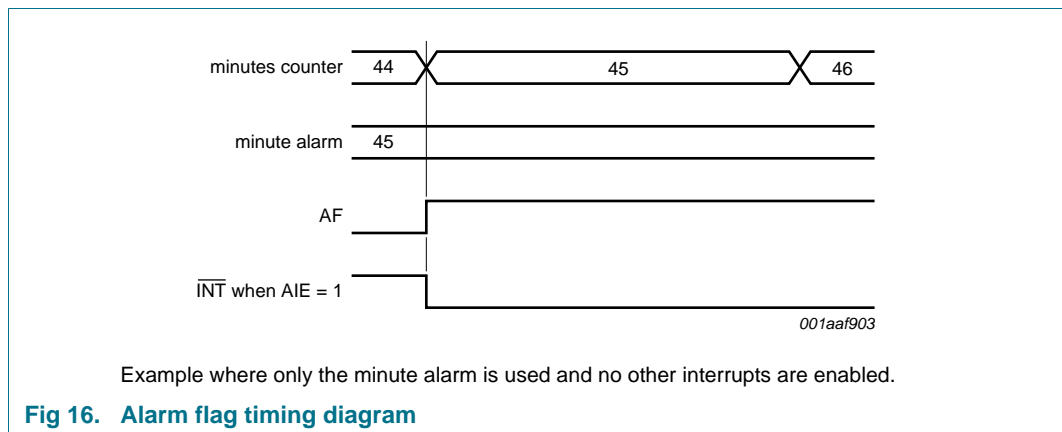 minutes counter 44 45 46
minute alarm 45
AF
INT when AIE = 1
001aaf903
Example where only the minute alarm is used and no other interrupts are enabled.
Fig 16. Alarm flag timing diagram